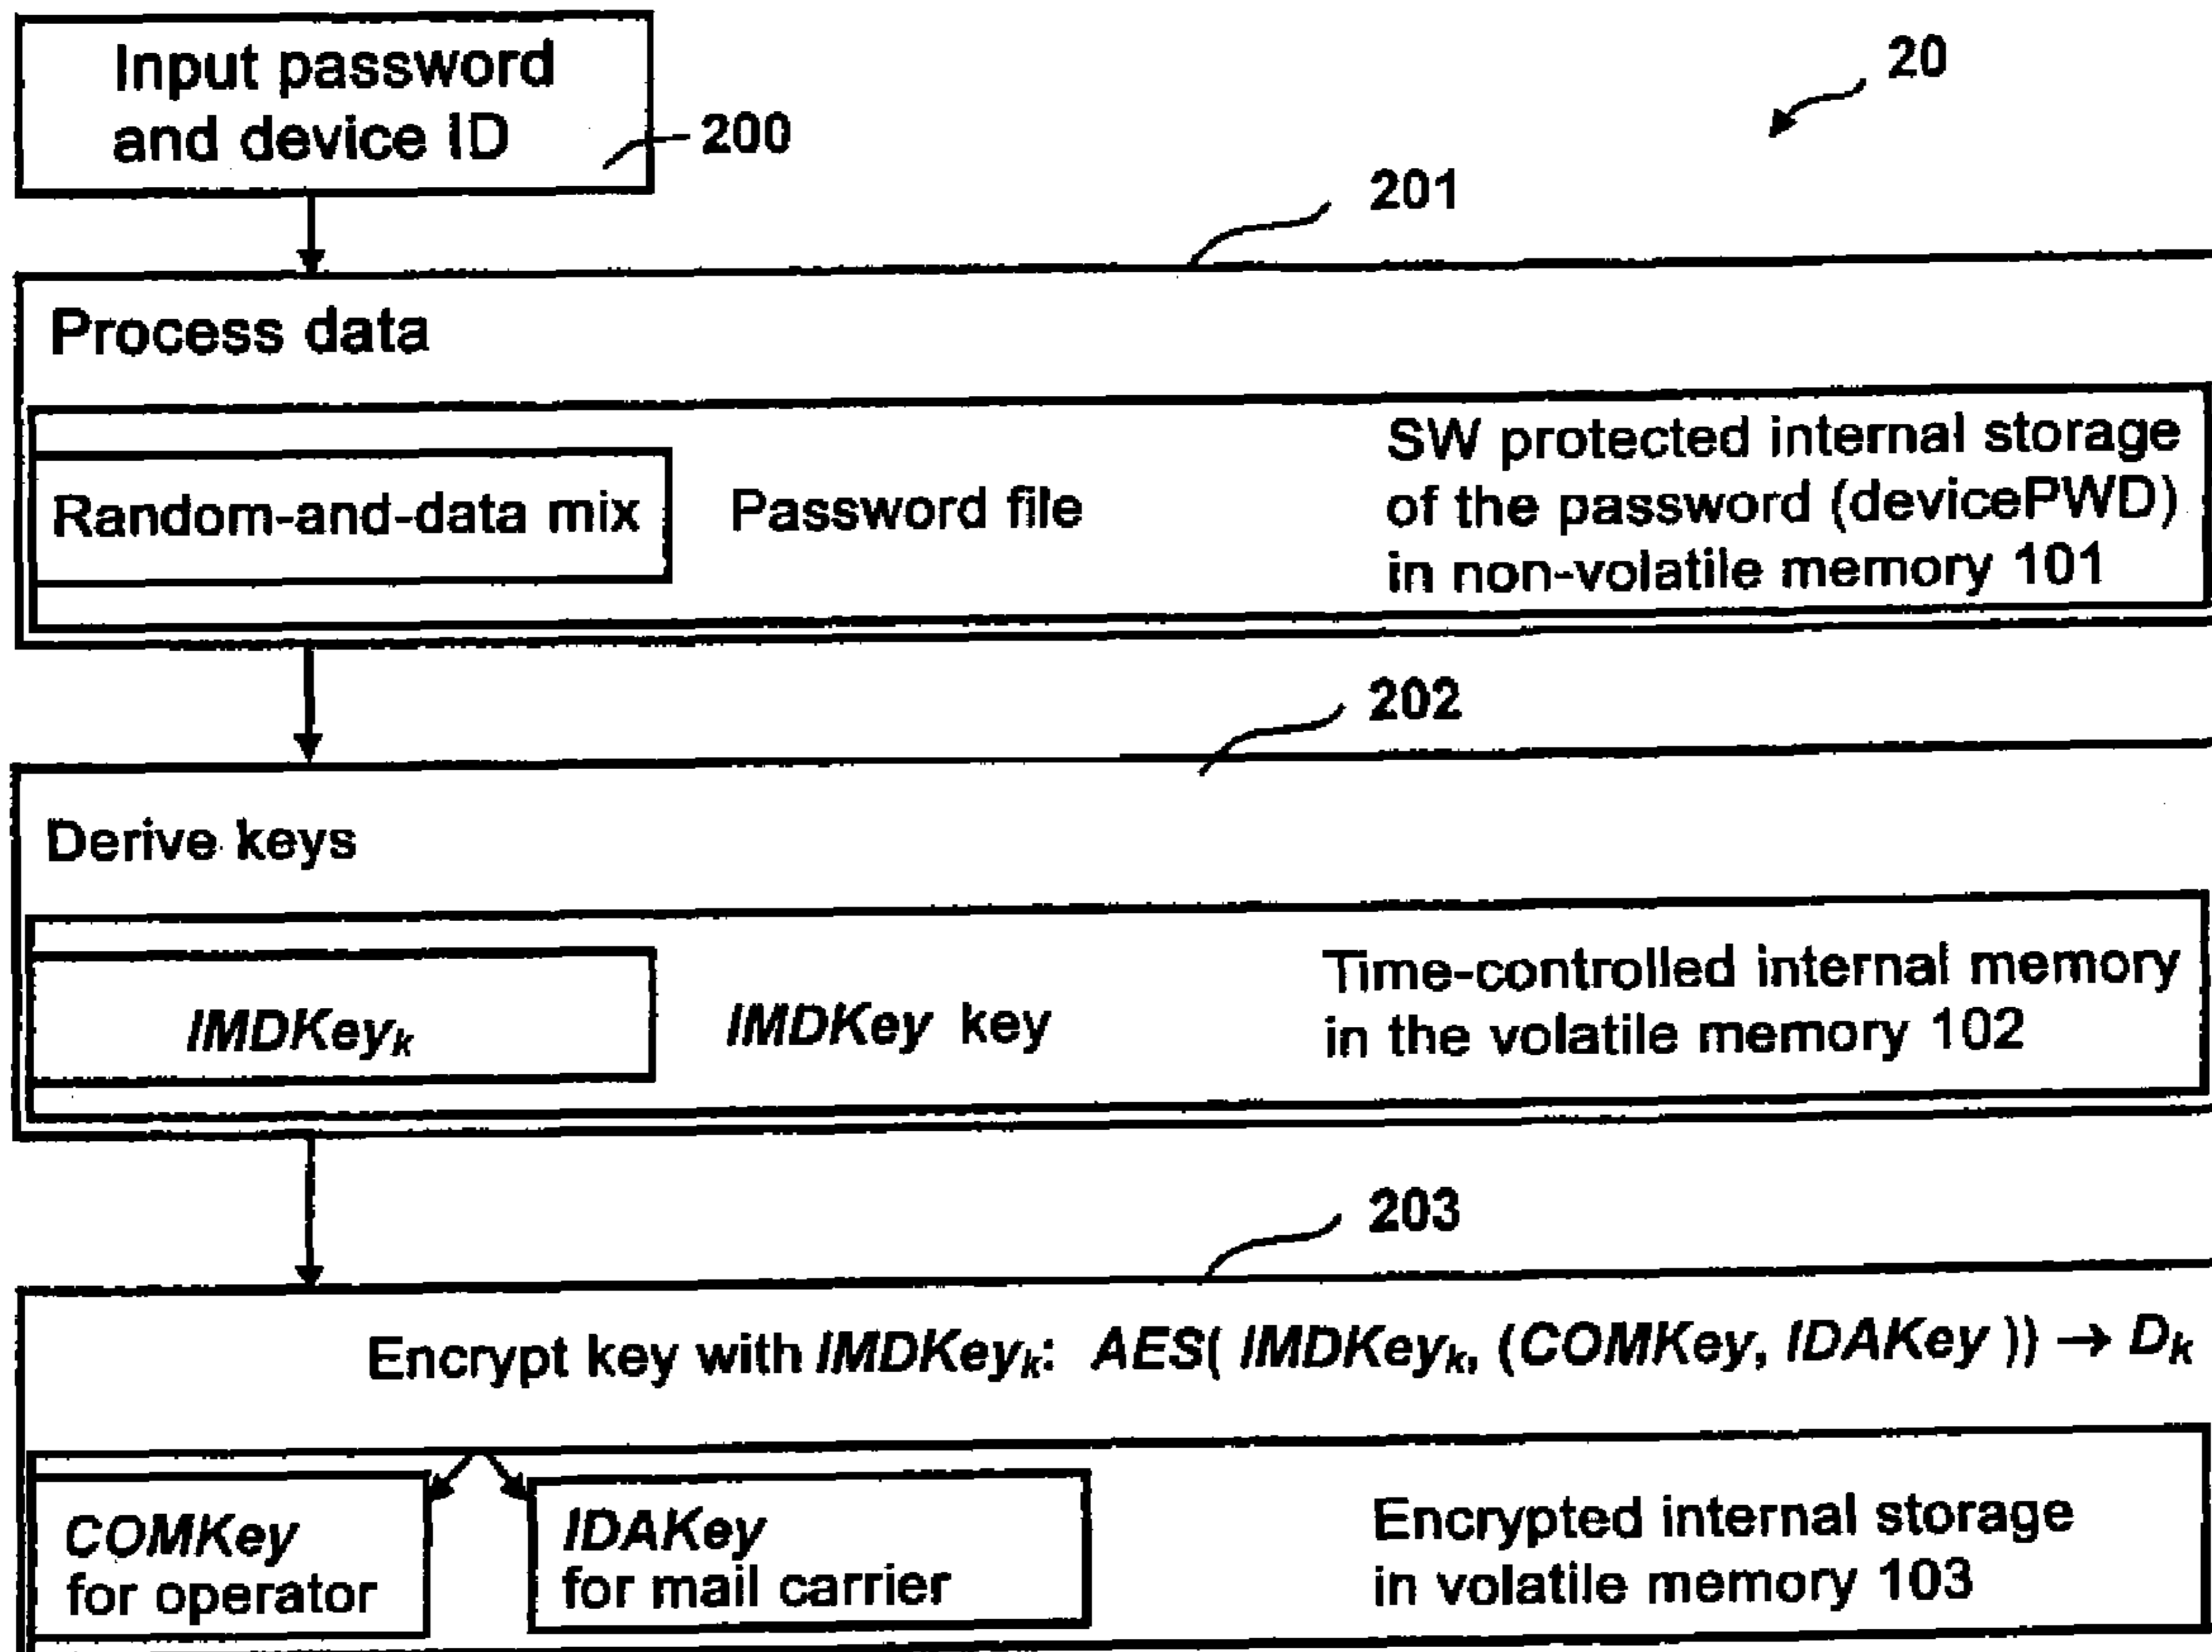 Input password
and device ID
200
20
201
Process data
Random-and-data mix
Password file
SW protected internal storage
of the password (devicePWD)
in non-volatile memory 101
202
Derive keys
IMDKeyₖ
IMDKey key
Time-controlled internal memory
in the volatile memory 102
203
Encrypt key with IMDKeyₖ: AES( IMDKeyₖ, (COMKey, IDAKey )) → Dₖ
COMKey
for operator
IDAKey
for mail carrier
Encrypted internal storage
in volatile memory 103